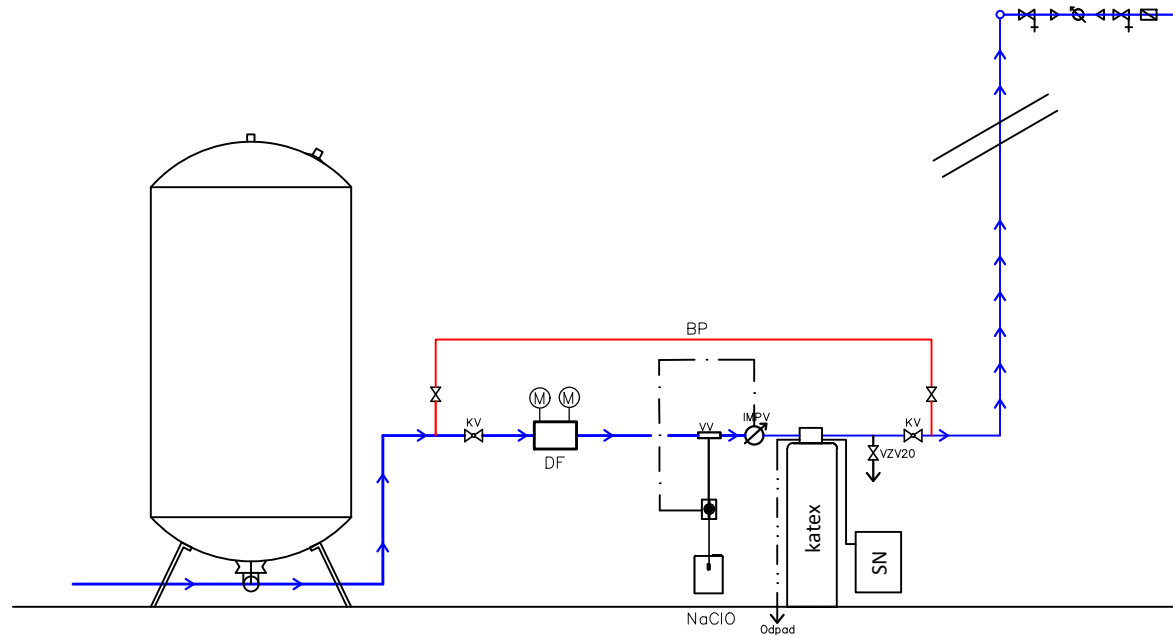 BP
M
M
KV
DF
VV
IMPV
KV
VZV20
katex
SN
NaClO
Odpad